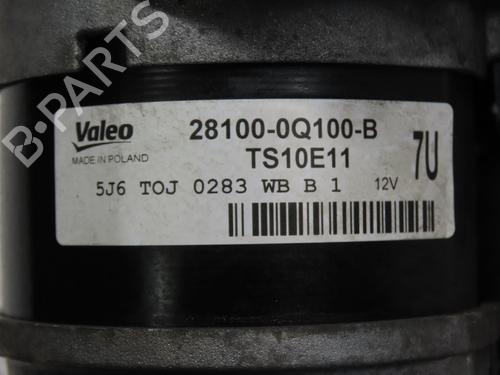 Valeo
MADE IN POLAND
28100-0Q100-B
TS10E11
7U
5J6 TOJ 0283 WB B 1 12V
B-PARTS